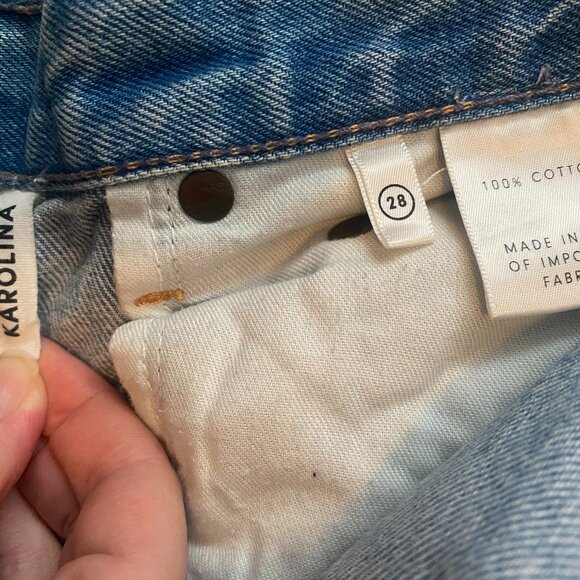 KAROLINA
28
100% COTTO
MADE IN
OF IMPO
FABR